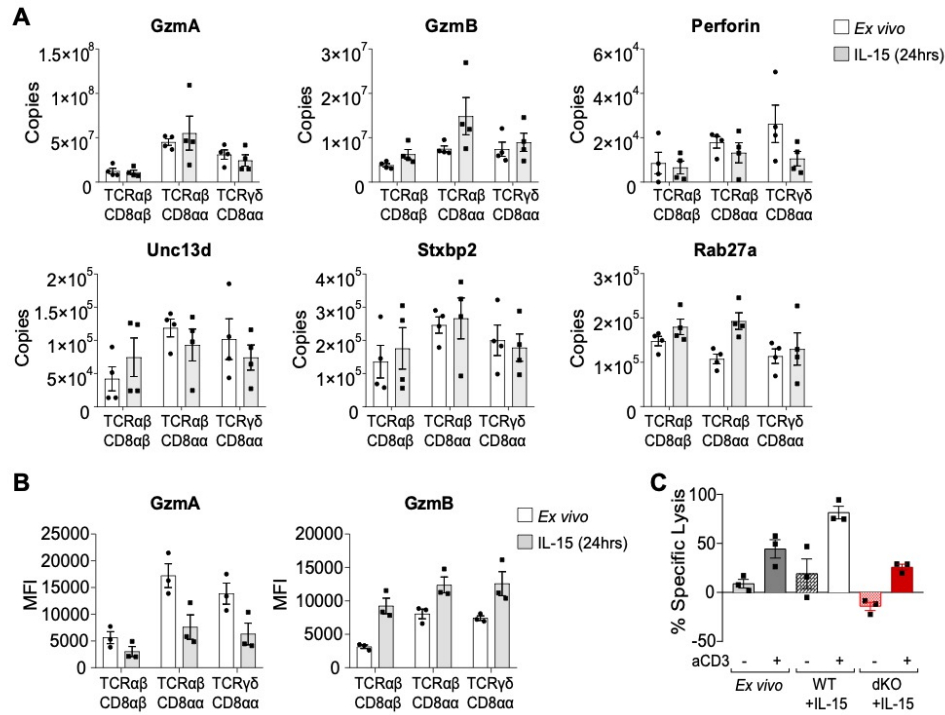 A
GzmA
GzmB
Perforin
Ex vivo
IL-15 (24hrs)
Copies
1.5×10⁸
1×10⁸
5×10⁷
0
TCRαβ TCRαβ TCRγδ
CD8αβ CD8αα CD8αα
Copies
3×10⁷
2×10⁷
1×10⁷
0
TCRαβ TCRαβ TCRγδ
CD8αβ CD8αα CD8αα
Copies
6×10⁴
4×10⁴
2×10⁴
0
TCRαβ TCRαβ TCRγδ
CD8αβ CD8αα CD8αα
Unc13d
Stxbp2
Rab27a
Copies
2×10⁵
1×10⁵
1×10⁵
5×10⁴
0
TCRαβ TCRαβ TCRγδ
CD8αβ CD8αα CD8αα
Copies
4×10⁵
3×10⁵
2×10⁵
1×10⁵
0
TCRαβ TCRαβ TCRγδ
CD8αβ CD8αα CD8αα
Copies
3×10⁵
2×10⁵
1×10⁵
0
TCRαβ TCRαβ TCRγδ
CD8αβ CD8αα CD8αα
B
GzmA
GzmB
Ex vivo
IL-15 (24hrs)
MFI
25000
20000
15000
10000
5000
0
TCRαβ TCRαβ TCRγδ
CD8αβ CD8αα CD8αα
MFI
20000
15000
10000
5000
0
TCRαβ TCRαβ TCRγδ
CD8αβ CD8αα CD8αα
C
% Specific Lysis
100
50
0
-50
aCD3 - + - + - +
Ex vivo WT dKO
+IL-15 +IL-15